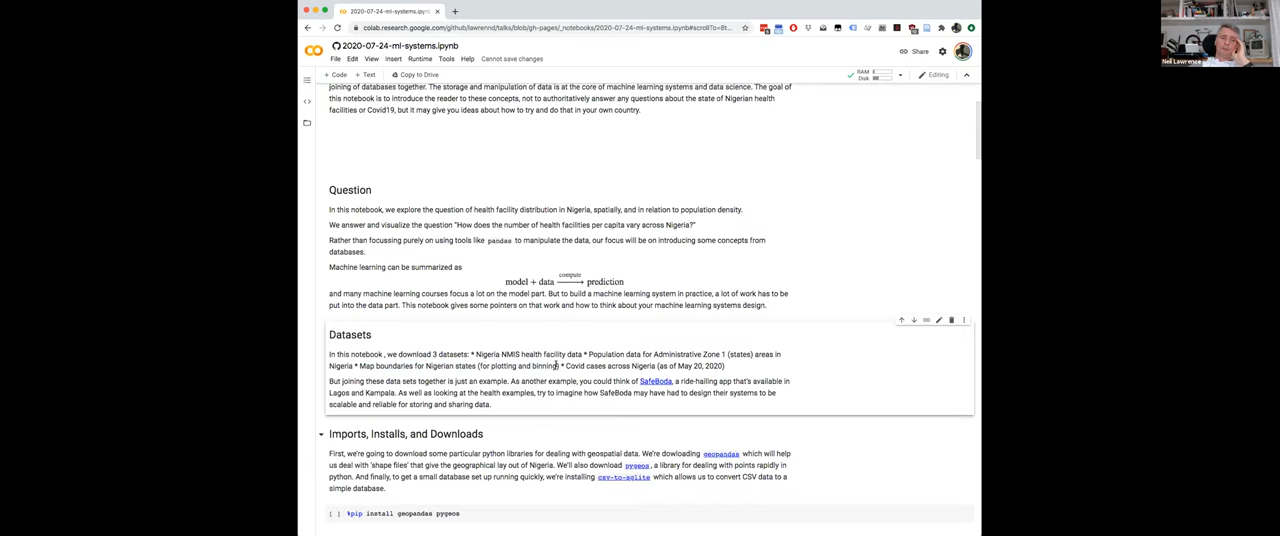 2020-07-24-ml-systems.ipynb
colab.research.google.com/github/lawrennd/talks/blob/gh-pages/_notebooks/2020-07-24-ml-systems.ipynb#scrollTo=8t...
2020-07-24-ml-systems.ipynb
Share
File Edit View Insert Runtime Tools Help Cannot save changes
+ Code + Text Copy to Drive
RAM
Disk
Editing
joining of databases together. The storage and manipulation of data is at the core of machine learning systems and data science. The goal of
this notebook is to introduce the reader to these concepts, not to authoritatively answer any questions about the state of Nigerian health
facilities or Covid19, but it may give you ideas about how to try and do that in your own country.
Question
In this notebook, we explore the question of health facility distribution in Nigeria, spatially, and in relation to population density.
We answer and visualize the question "How does the number of health facilities per capita vary across Nigeria?"
Rather than focussing purely on using tools like pandas to manipulate the data, our focus will be on introducing some concepts from
databases.
Machine learning can be summarized as
compute
model + data ⟶ prediction
and many machine learning courses focus a lot on the model part. But to build a machine learning system in practice, a lot of work has to be
put into the data part. This notebook gives some pointers on that work and how to think about your machine learning systems design.
Datasets
In this notebook , we download 3 datasets: * Nigeria NMIS health facility data * Population data for Administrative Zone 1 (states) areas in
Nigeria * Map boundaries for Nigerian states (for plotting and binning) * Covid cases across Nigeria (as of May 20, 2020)
But joining these data sets together is just an example. As another example, you could think of SafeBoda, a ride-hailing app that's available in
Lagos and Kampala. As well as looking at the health examples, try to imagine how SafeBoda may have had to design their systems to be
scalable and reliable for storing and sharing data.
Imports, Installs, and Downloads
First, we're going to download some particular python libraries for dealing with geospatial data. We're dowloading geopandas which will help
us deal with 'shape files' that give the geographical lay out of Nigeria. We'll also download pygeos, a library for dealing with points rapidly in
python. And finally, to get a small database set up running quickly, we're installing csv-to-sqlite which allows us to convert CSV data to a
simple database.
[ ] %pip install geopandas pygeos
Neil Lawrence